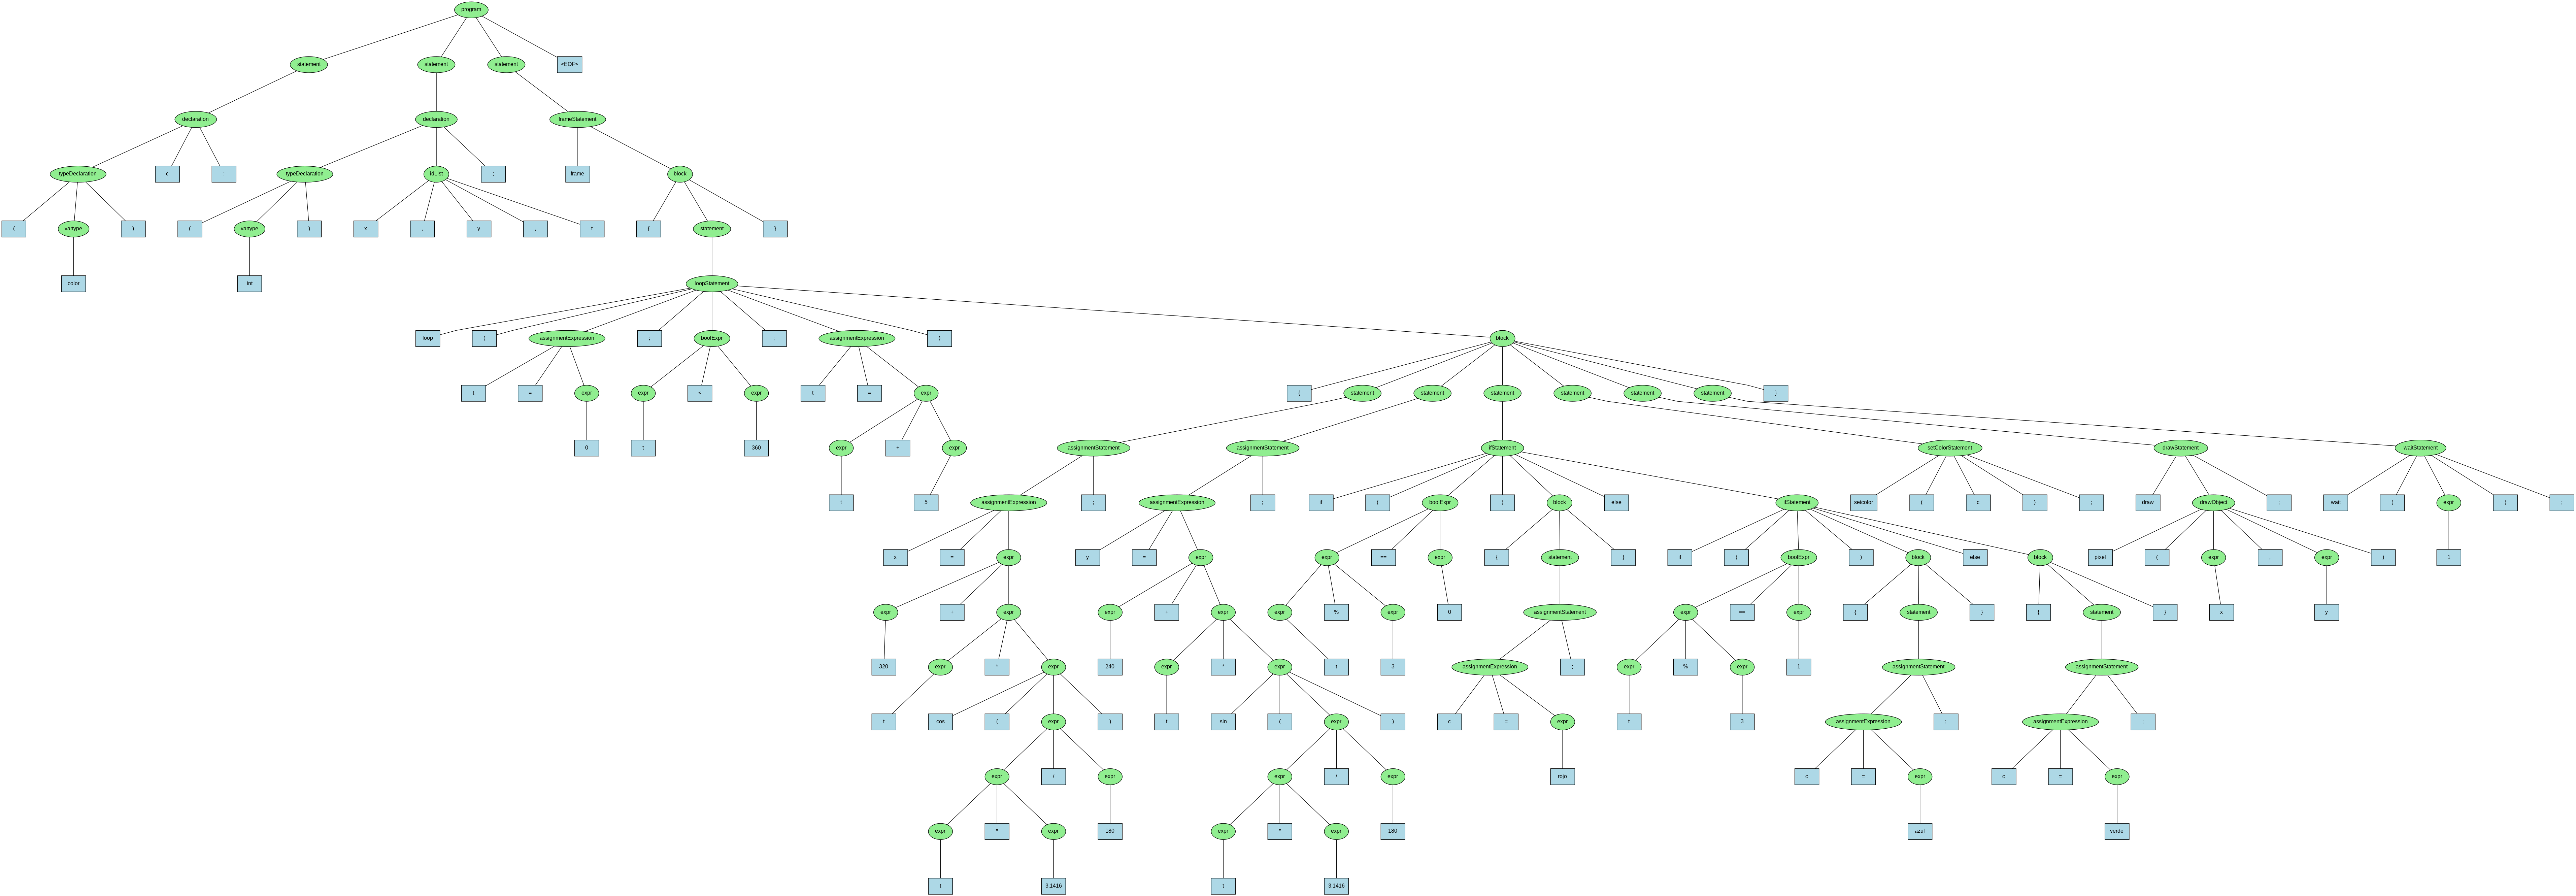 program
statement statement statement <EOF>
declaration declaration frameStatement
typeDeclaration c ; typeDeclaration idList ; frame block
( vartype ) ( vartype ) x , y , t { statement }
color int loopStatement
loop ( assignmentExpression ; boolExpr ; assignmentExpression ) block
t = expr expr < expr t = expr { statement statement statement statement statement statement }
0 t 360 expr + expr assignmentStatement assignmentStatement ifStatement setColorStatement drawStatement waitStatement
t 5 assignmentExpression ; assignmentExpression ; if ( boolExpr ) block else ifStatement setcolor ( c ) ; draw drawObject ; wait ( expr ) ;
x = expr y = expr expr == expr { statement } if ( boolExpr ) block else block pixel ( expr , expr ) 1
expr + expr expr + expr expr % expr 0 assignmentStatement expr == expr { statement } { statement } x y
320 expr * expr 240 expr * expr t 3 assignmentExpression ; expr % expr 1 assignmentStatement assignmentStatement
t cos ( expr ) t sin ( expr ) c = expr t 3 assignmentExpression ; assignmentExpression ;
expr / expr expr / expr rojo c = expr c = expr
expr * expr 180 expr * expr 180 azul verde
t 3.1416 t 3.1416